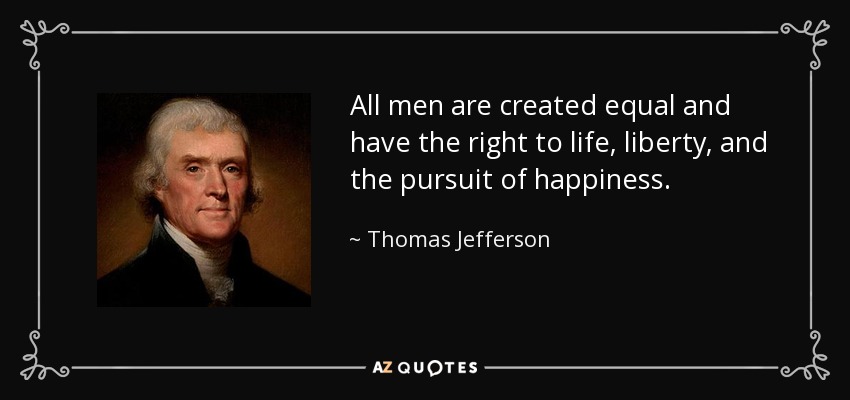 All men are created equal and
have the right to life, liberty, and
the pursuit of happiness.
~ Thomas Jefferson
AZ QUOTES